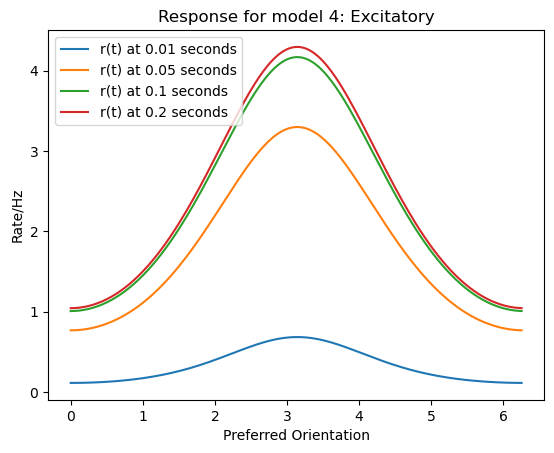 Response for model 4: Excitatory
r(t) at 0.01 seconds
r(t) at 0.05 seconds
r(t) at 0.1 seconds
r(t) at 0.2 seconds
Rate/Hz
4
3
2
1
0
0 1 2 3 4 5 6
Preferred Orientation